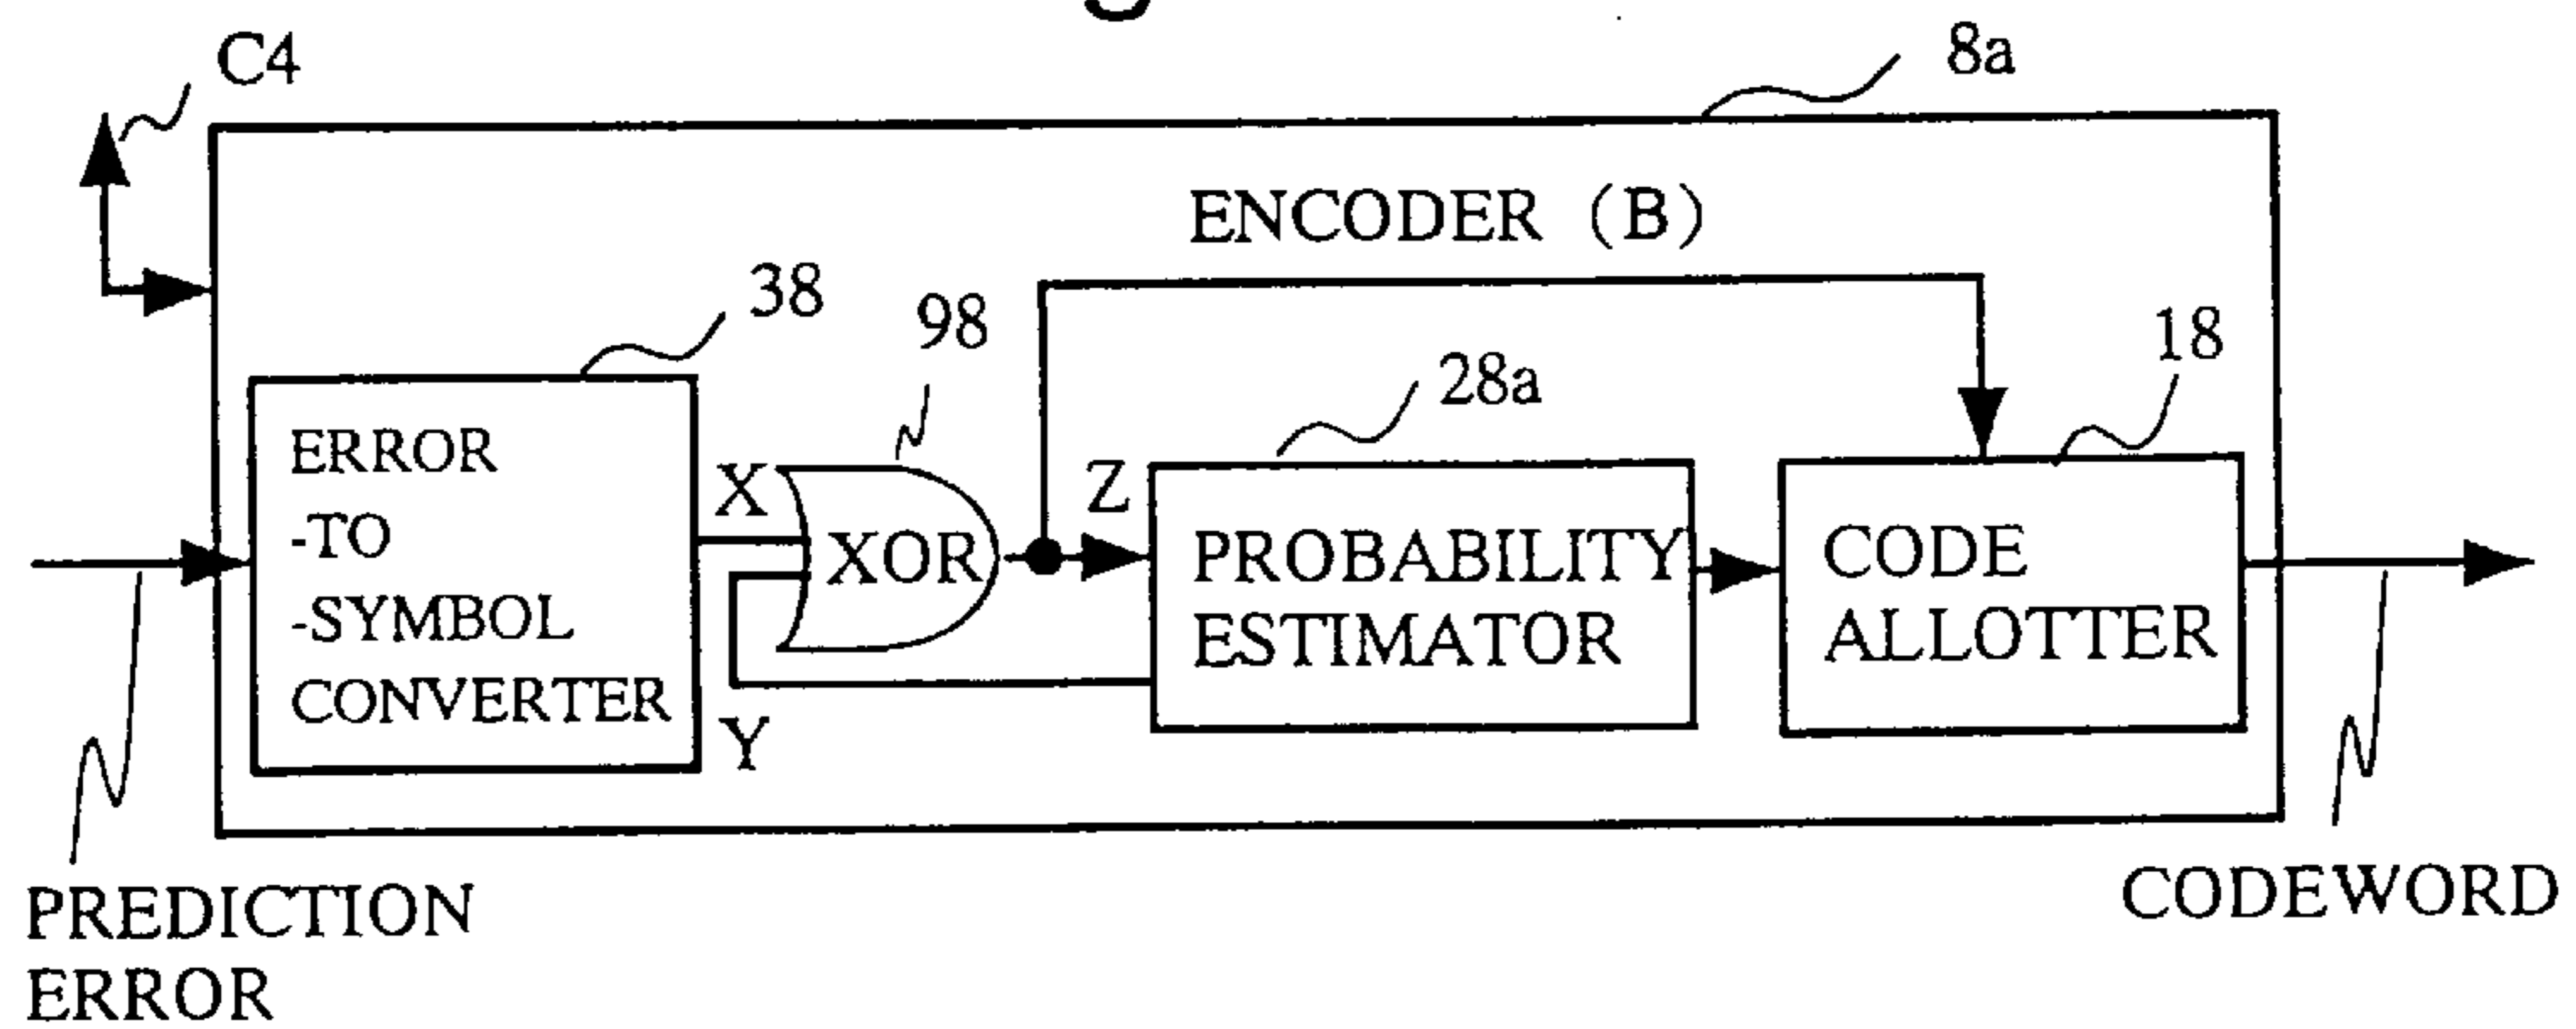 C4
8a
ENCODER (B)
38
98
28a
18
ERROR
-TO
-SYMBOL
CONVERTER
X
XOR
Y
Z
PROBABILITY
ESTIMATOR
CODE
ALLOTTER
PREDICTION
ERROR
CODEWORD